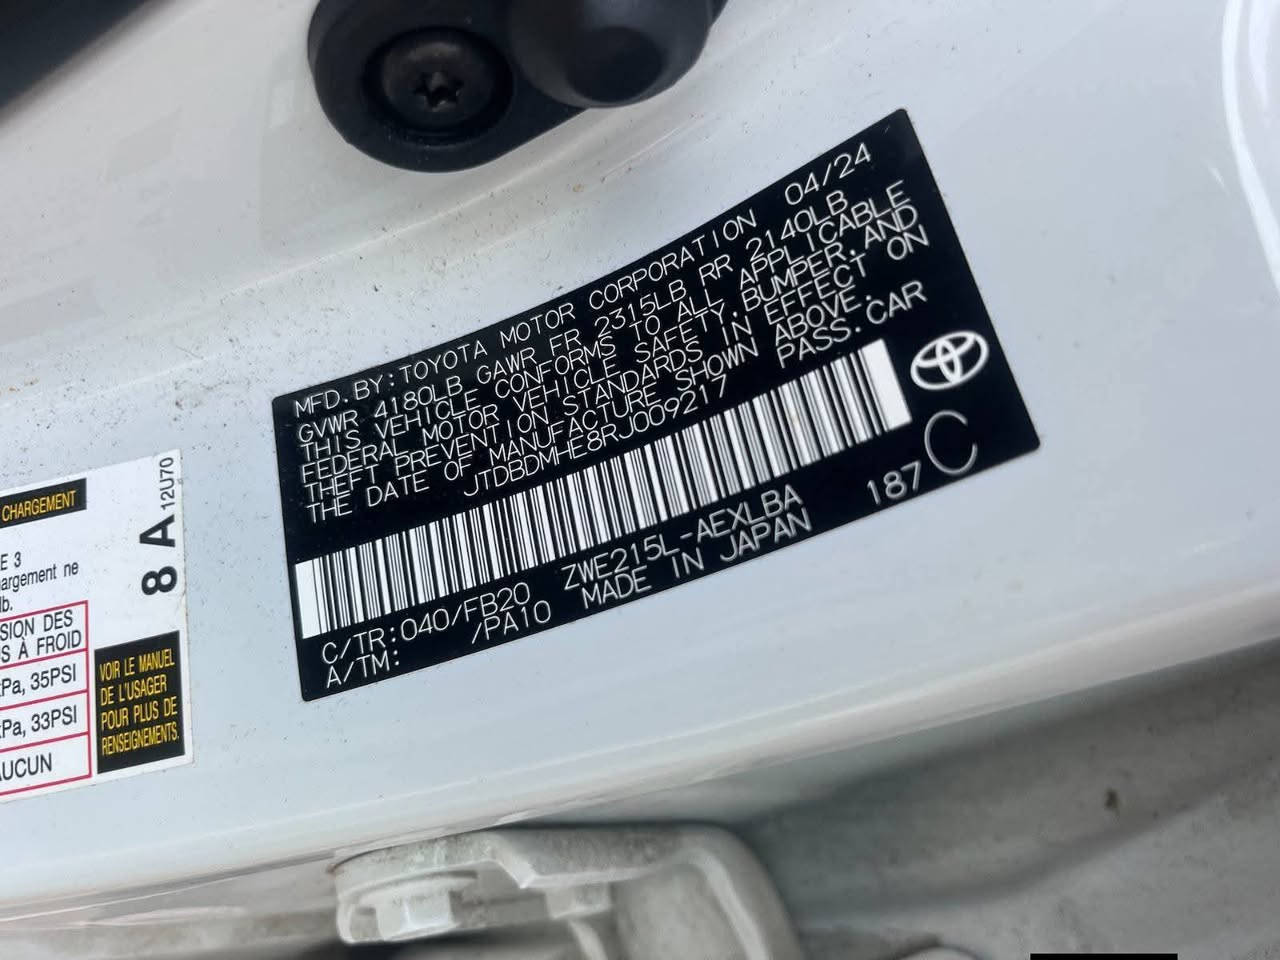 MFD. BY: TOYOTA MOTOR CORPORATION 04/24
GVWR 4180LB GAWR FR 2315LB RR 2140LB
THIS VEHICLE CONFORMS TO ALL APPLICABLE
FEDERAL MOTOR VEHICLE SAFETY, BUMPER, AND
THEFT PREVENTION STANDARDS IN EFFECT ON
THE DATE OF MANUFACTURE SHOWN ABOVE.
JTDBDMHE8RJ009217 PASS. CAR
C/TR: 040/FB20 ZWE215L-AEXLBA 187 C
A/TM: /PA10 MADE IN JAPAN
CHARGEMENT
8 A 12U70
E 3
argement ne
lb.
SION DES
S À FROID
kPa, 35PSI
kPa, 33PSI
AUCUN
VOIR LE MANUEL
DE L'USAGER
POUR PLUS DE
RENSEIGNEMENTS.